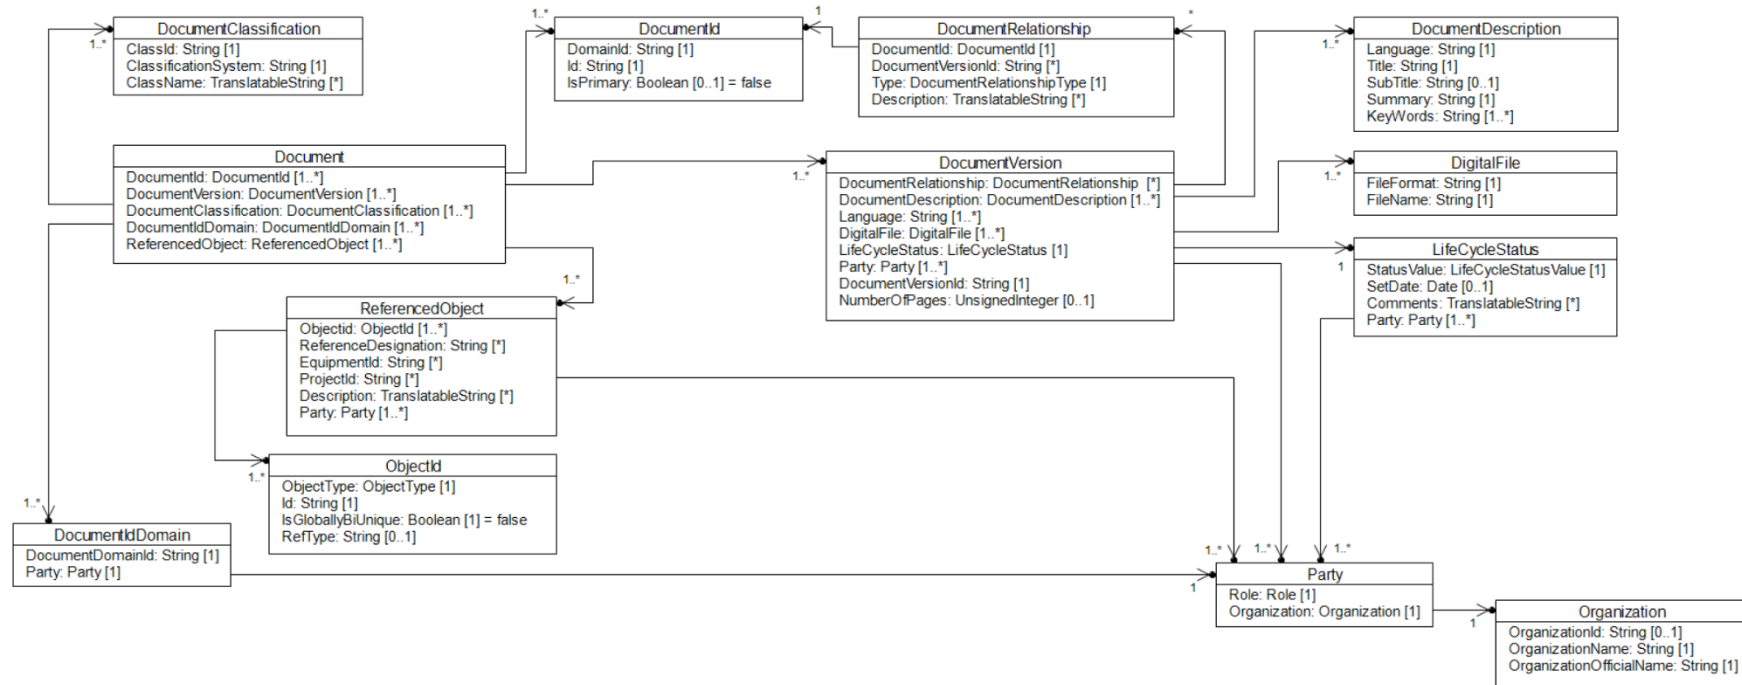 DocumentClassification
ClassId: String [1]
ClassificationSystem: String [1]
ClassName: TranslatableString [*]
1..*
DocumentId
DomainId: String [1]
Id: String [1]
IsPrimary: Boolean [0..1] = false
1..*
1
DocumentRelationship
DocumentId: DocumentId [1]
DocumentVersionId: String [*]
Type: DocumentRelationshipType [1]
Description: TranslatableString [*]
*
DocumentDescription
Language: String [1]
Title: String [1]
SubTitle: String [0..1]
Summary: String [1]
KeyWords: String [1..*]
1..*
Document
DocumentId: DocumentId [1..*]
DocumentVersion: DocumentVersion [1..*]
DocumentClassification: DocumentClassification [1..*]
DocumentIdDomain: DocumentIdDomain [1..*]
ReferencedObject: ReferencedObject [1..*]
1..*
DocumentVersion
DocumentRelationship: DocumentRelationship [*]
DocumentDescription: DocumentDescription [1..*]
Language: String [1..*]
DigitalFile: DigitalFile [1..*]
LifeCycleStatus: LifeCycleStatus [1]
Party: Party [1..*]
DocumentVersionId: String [1]
NumberOfPages: UnsignedInteger [0..1]
1..*
DigitalFile
FileFormat: String [1]
FileName: String [1]
1..*
LifeCycleStatus
StatusValue: LifeCycleStatusValue [1]
SetDate: Date [0..1]
Comments: TranslatableString [*]
Party: Party [1..*]
1
1..*
ReferencedObject
Objectid: ObjectId [1..*]
ReferenceDesignation: String [*]
EquipmentId: String [*]
ProjectId: String [*]
Description: TranslatableString [*]
Party: Party [1..*]
ObjectId
ObjectType: ObjectType [1]
Id: String [1]
IsGloballyBiUnique: Boolean [1] = false
RefType: String [0..1]
1..*
1..*
DocumentIdDomain
DocumentDomainId: String [1]
Party: Party [1]
1..*
1..*
1..*
1
Party
Role: Role [1]
Organization: Organization [1]
1
Organization
OrganizationId: String [0..1]
OrganizationName: String [1]
OrganizationOfficialName: String [1]